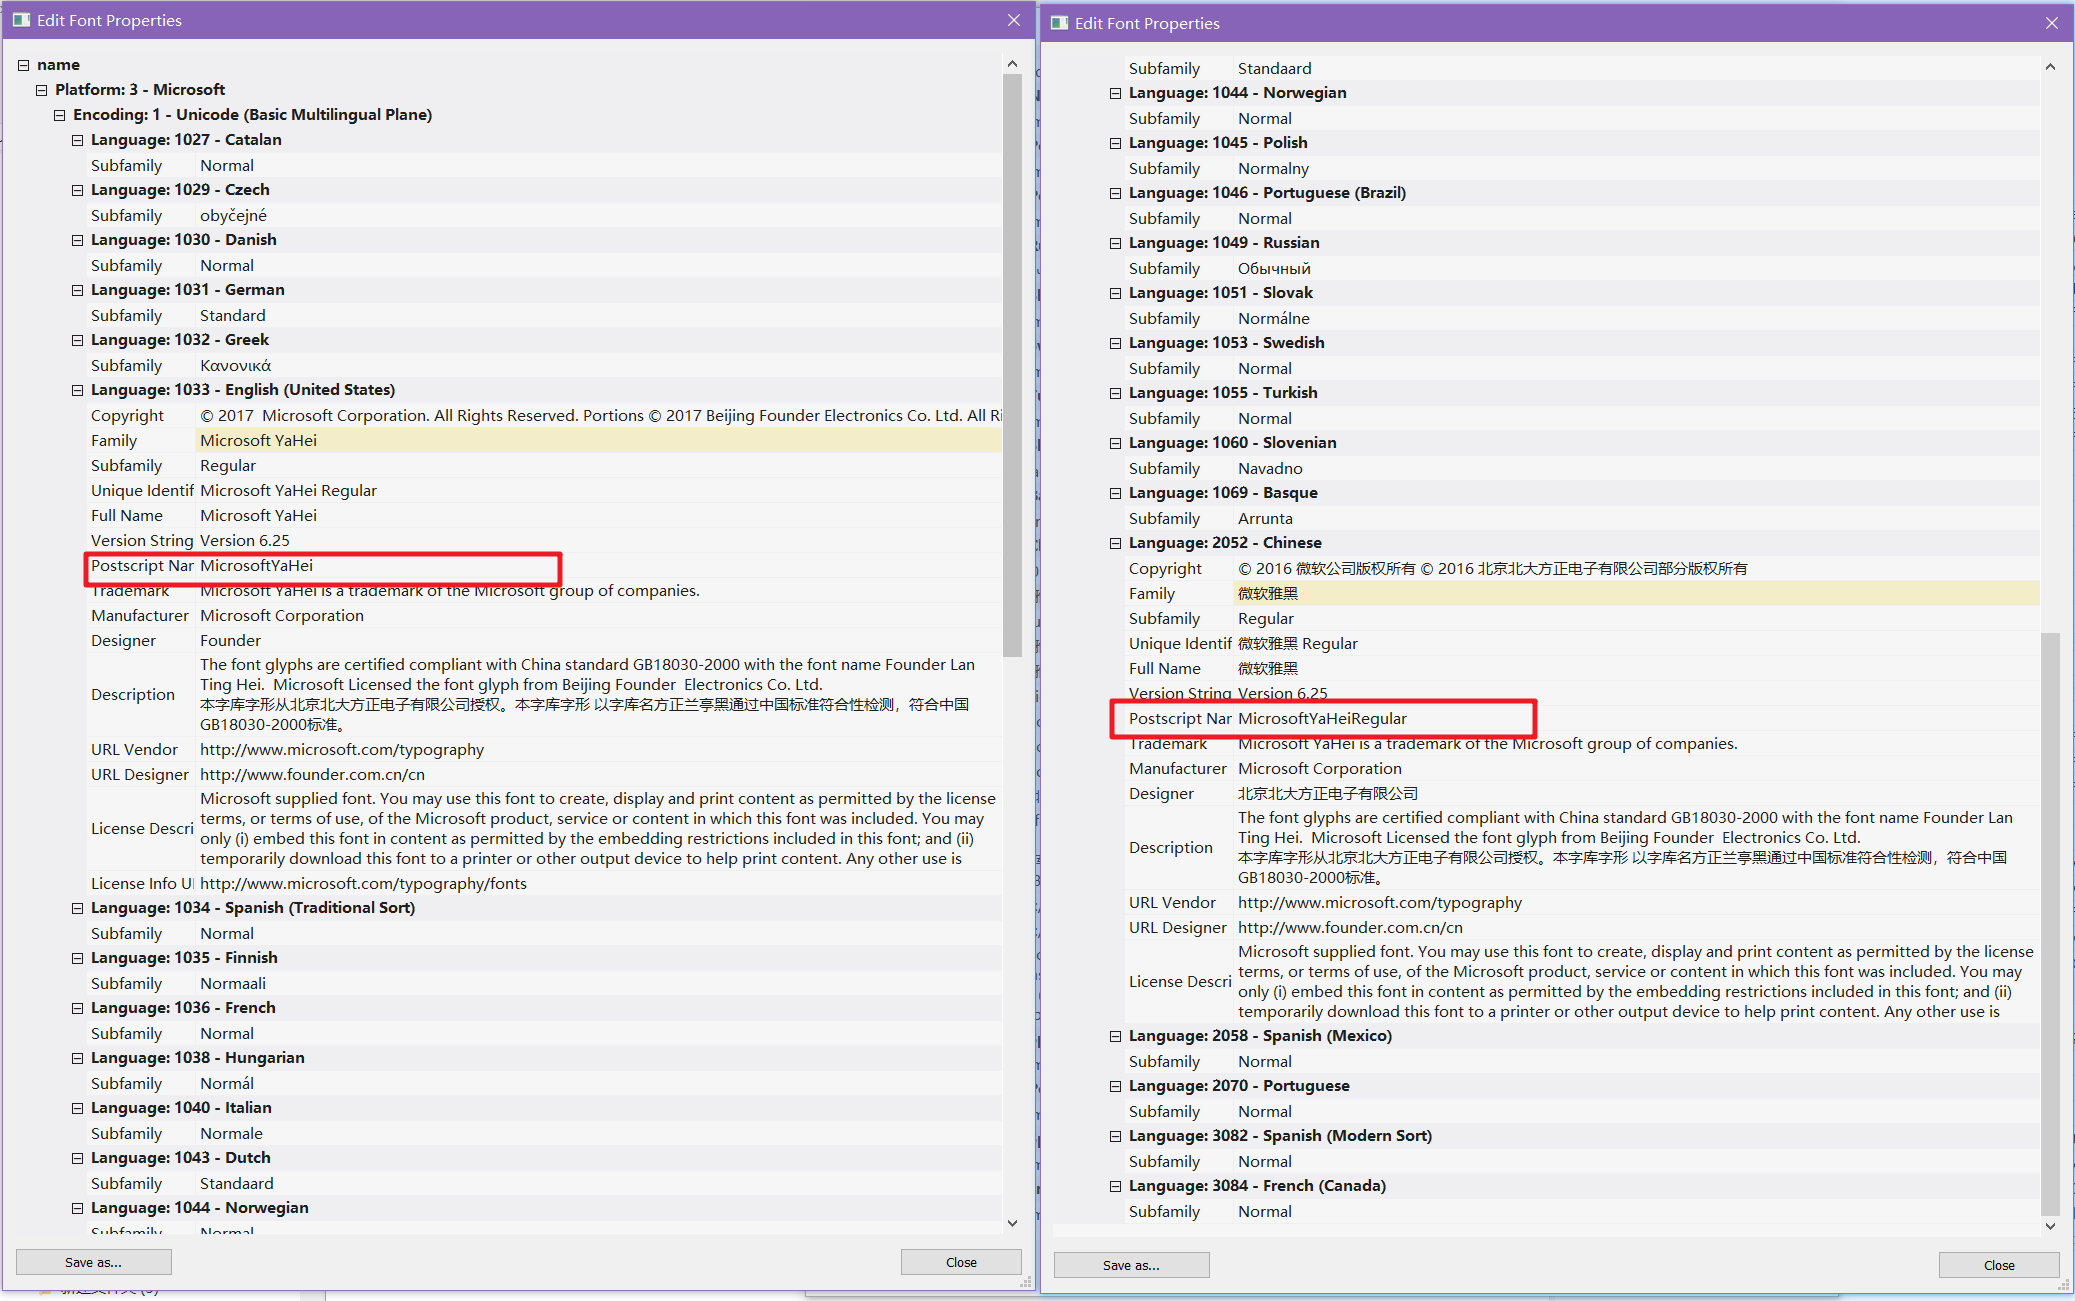 Edit Font Properties
name
Platform: 3 - Microsoft
Encoding: 1 - Unicode (Basic Multilingual Plane)
Language: 1027 - Catalan
Subfamily Normal
Language: 1029 - Czech
Subfamily obyčejné
Language: 1030 - Danish
Subfamily Normal
Language: 1031 - German
Subfamily Standard
Language: 1032 - Greek
Subfamily Κανονικά
Language: 1033 - English (United States)
Copyright © 2017  Microsoft Corporation. All Rights Reserved. Portions © 2017 Beijing Founder Electronics Co. Ltd. All Ri
Family Microsoft YaHei
Subfamily Regular
Unique Identif Microsoft YaHei Regular
Full Name Microsoft YaHei
Version String Version 6.25
Postscript Nar MicrosoftYaHei
Trademark Microsoft YaHei is a trademark of the Microsoft group of companies.
Manufacturer Microsoft Corporation
Designer Founder
Description
The font glyphs are certified compliant with China standard GB18030-2000 with the font name Founder Lan
Ting Hei.  Microsoft Licensed the font glyph from Beijing Founder  Electronics Co. Ltd.
本字库字形从北京北大方正电子有限公司授权。本字库字形 以字库名方正兰亭黑通过中国标准符合性检测，符合中国
GB18030-2000标准。
URL Vendor http://www.microsoft.com/typography
URL Designer http://www.founder.com.cn/cn
License Descri
Microsoft supplied font. You may use this font to create, display and print content as permitted by the license
terms, or terms of use, of the Microsoft product, service or content in which this font was included. You may
only (i) embed this font in content as permitted by the embedding restrictions included in this font; and (ii)
temporarily download this font to a printer or other output device to help print content. Any other use is
License Info U http://www.microsoft.com/typography/fonts
Language: 1034 - Spanish (Traditional Sort)
Subfamily Normal
Language: 1035 - Finnish
Subfamily Normaali
Language: 1036 - French
Subfamily Normal
Language: 1038 - Hungarian
Subfamily Normál
Language: 1040 - Italian
Subfamily Normale
Language: 1043 - Dutch
Subfamily Standaard
Language: 1044 - Norwegian
Subfamily Normal
Save as...
Close
Edit Font Properties
Subfamily Standaard
Language: 1044 - Norwegian
Subfamily Normal
Language: 1045 - Polish
Subfamily Normalny
Language: 1046 - Portuguese (Brazil)
Subfamily Normal
Language: 1049 - Russian
Subfamily Обычный
Language: 1051 - Slovak
Subfamily Normálne
Language: 1053 - Swedish
Subfamily Normal
Language: 1055 - Turkish
Subfamily Normal
Language: 1060 - Slovenian
Subfamily Navadno
Language: 1069 - Basque
Subfamily Arrunta
Language: 2052 - Chinese
Copyright © 2016 微软公司版权所有 © 2016 北京北大方正电子有限公司部分版权所有
Family 微软雅黑
Subfamily Regular
Unique Identif 微软雅黑 Regular
Full Name 微软雅黑
Version String Version 6.25
Postscript Nar MicrosoftYaHeiRegular
Trademark Microsoft YaHei is a trademark of the Microsoft group of companies.
Manufacturer Microsoft Corporation
Designer 北京北大方正电子有限公司
Description
The font glyphs are certified compliant with China standard GB18030-2000 with the font name Founder Lan
Ting Hei.  Microsoft Licensed the font glyph from Beijing Founder  Electronics Co. Ltd.
本字库字形从北京北大方正电子有限公司授权。本字库字形 以字库名方正兰亭黑通过中国标准符合性检测，符合中国
GB18030-2000标准。
URL Vendor http://www.microsoft.com/typography
URL Designer http://www.founder.com.cn/cn
License Descri
Microsoft supplied font. You may use this font to create, display and print content as permitted by the license
terms, or terms of use, of the Microsoft product, service or content in which this font was included. You may
only (i) embed this font in content as permitted by the embedding restrictions included in this font; and (ii)
temporarily download this font to a printer or other output device to help print content. Any other use is
Language: 2058 - Spanish (Mexico)
Subfamily Normal
Language: 2070 - Portuguese
Subfamily Normal
Language: 3082 - Spanish (Modern Sort)
Subfamily Normal
Language: 3084 - French (Canada)
Subfamily Normal
Save as...
Close